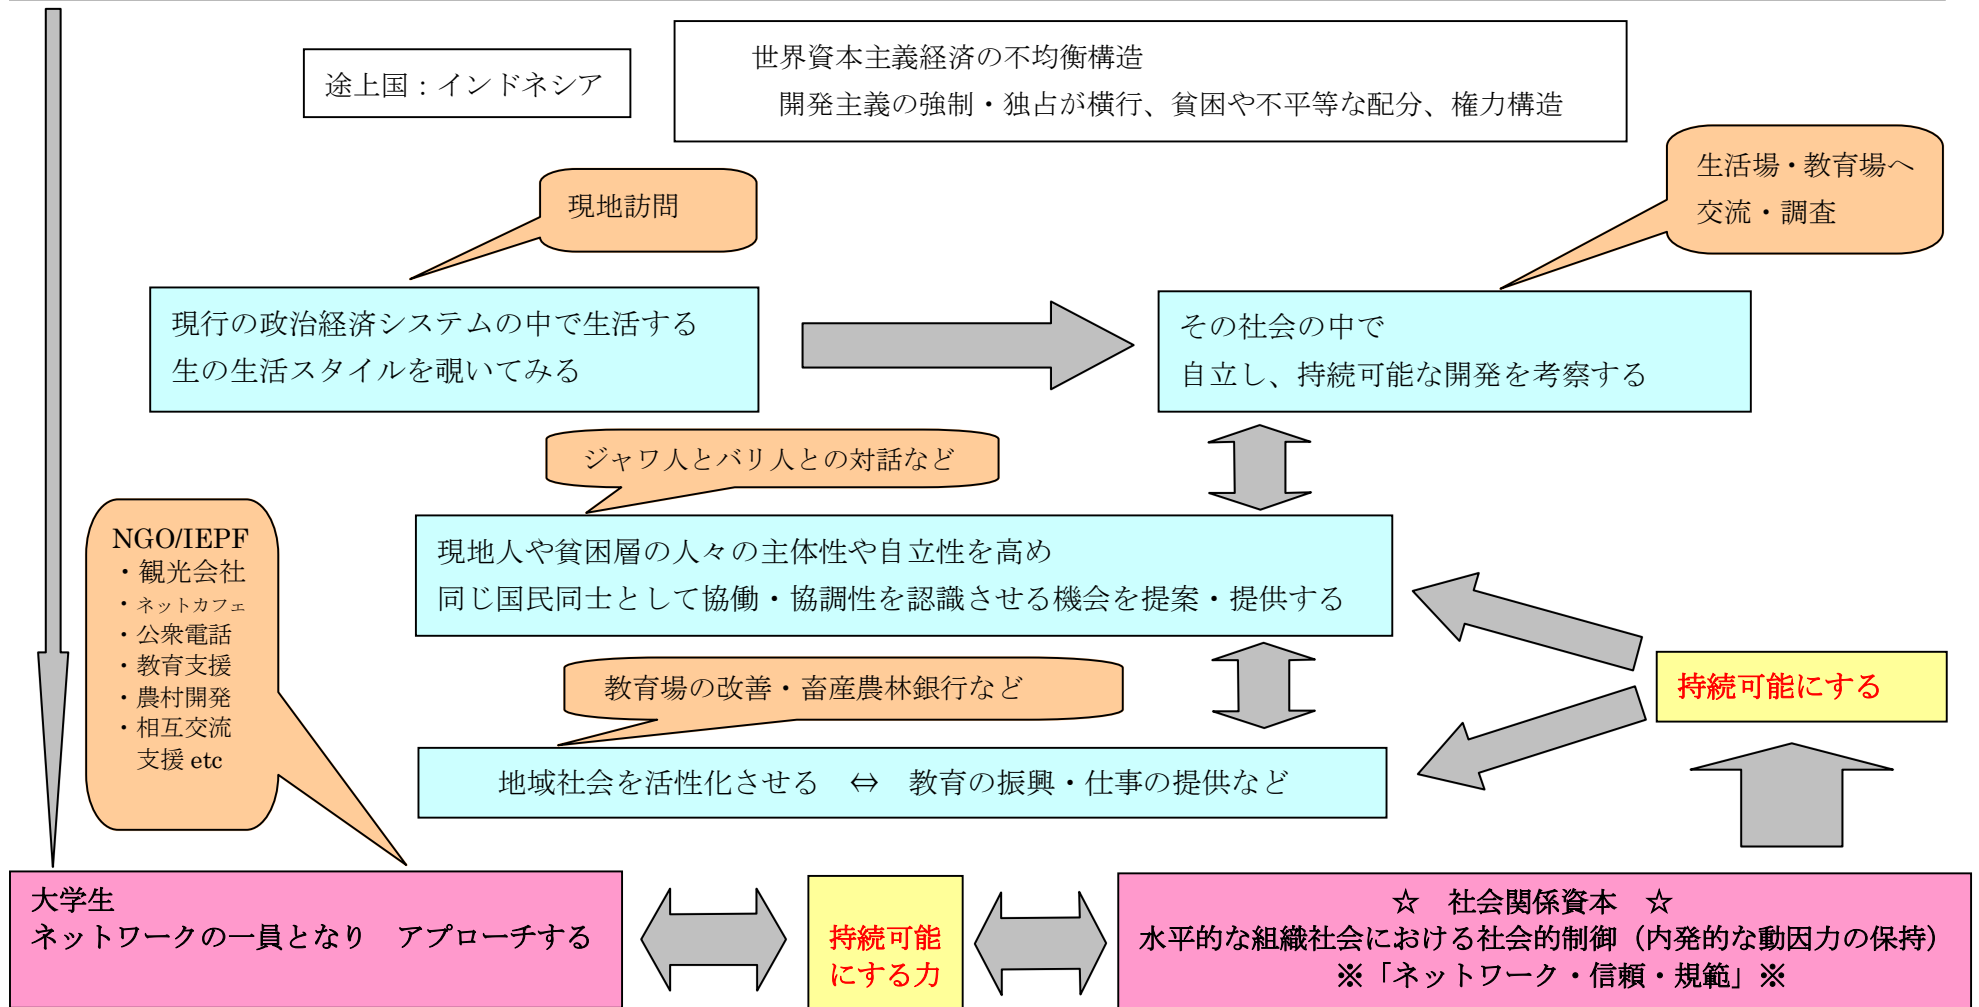 途上国：インドネシア
世界資本主義経済の不均衡構造
開発主義の強制・独占が横行、貧困や不平等な配分、権力構造
現地訪問
生活場・教育場へ
交流・調査
現行の政治経済システムの中で生活する
生の生活スタイルを覗いてみる
その社会の中で
自立し、持続可能な開発を考察する
ジャワ人とバリ人との対話など
現地人や貧困層の人々の主体性や自立性を高め
同じ国民同士として協働・協調性を認識させる機会を提案・提供する
NGO/IEPF
・観光会社
・ネットカフェ
・公衆電話
・教育支援
・農村開発
・相互交流
支援 etc
教育場の改善・畜産農林銀行など
持続可能にする
地域社会を活性化させる　⇔　教育の振興・仕事の提供など
大学生
ネットワークの一員となり　アプローチする
持続可能
にする力
☆　社会関係資本　☆
水平的な組織社会における社会的制御（内発的な動因力の保持）
※「ネットワーク・信頼・規範」※